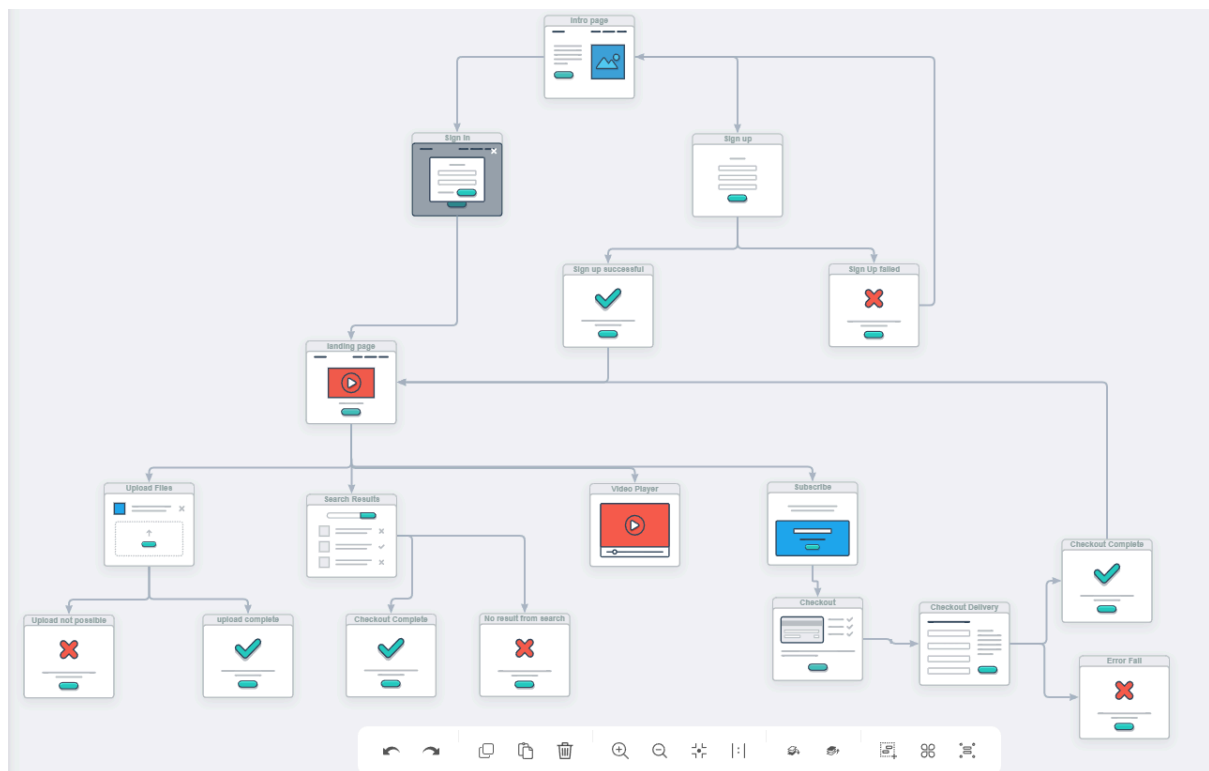 intro page
Sign In
Sign up
Sign up successful
Sign Up failed
landing page
Upload Files
Search Results
Video Player
Subscribe
Checkout Complete
Upload not possible
upload complete
Checkout Complete
No result from search
Checkout
Checkout Delivery
Error Fail